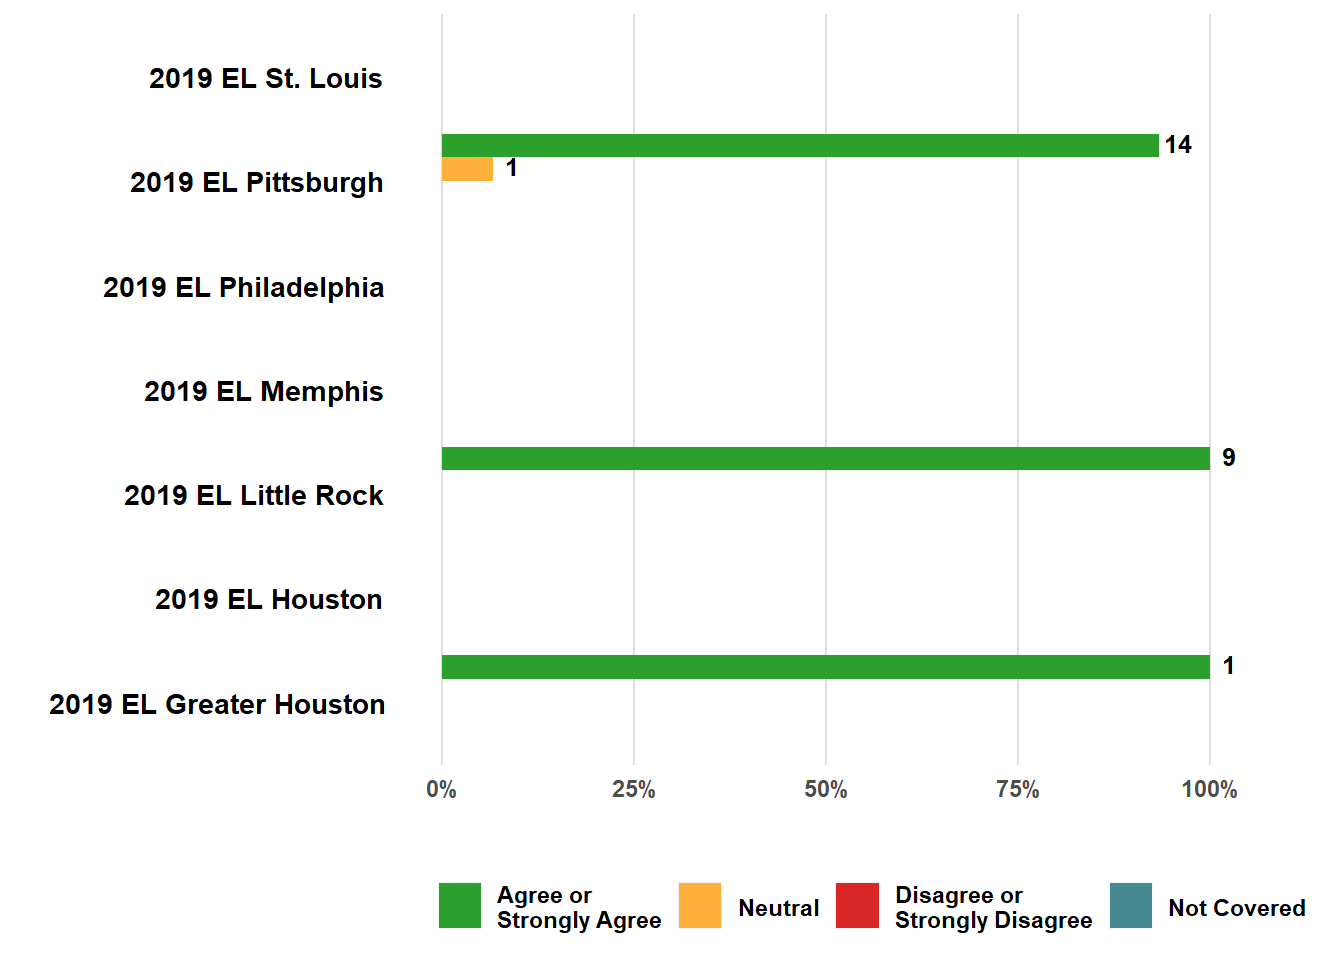 2019 EL St. Louis
14
1
2019 EL Pittsburgh
2019 EL Philadelphia
2019 EL Memphis
9
2019 EL Little Rock
2019 EL Houston
1
2019 EL Greater Houston
0% 25% 50% 75% 100%
Agree or
Strongly Agree
Neutral
Disagree or
Strongly Disagree
Not Covered